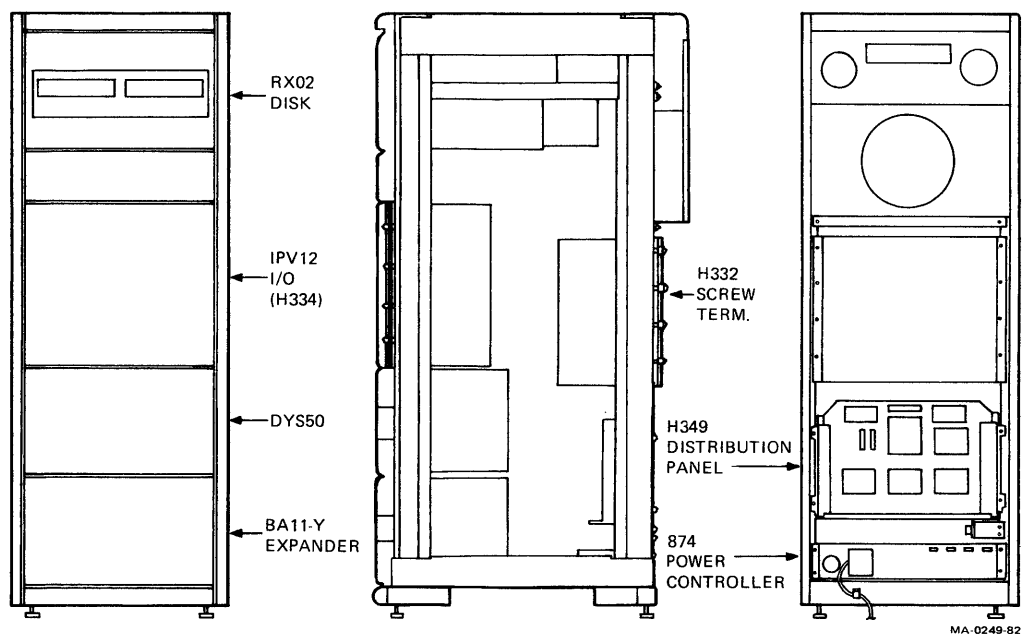 RX02
DISK
IPV12
I/O
(H334)
DYS50
BA11-Y
EXPANDER
H332
SCREW
TERM.
H349
DISTRIBUTION
PANEL
874
POWER
CONTROLLER
MA-0249-82